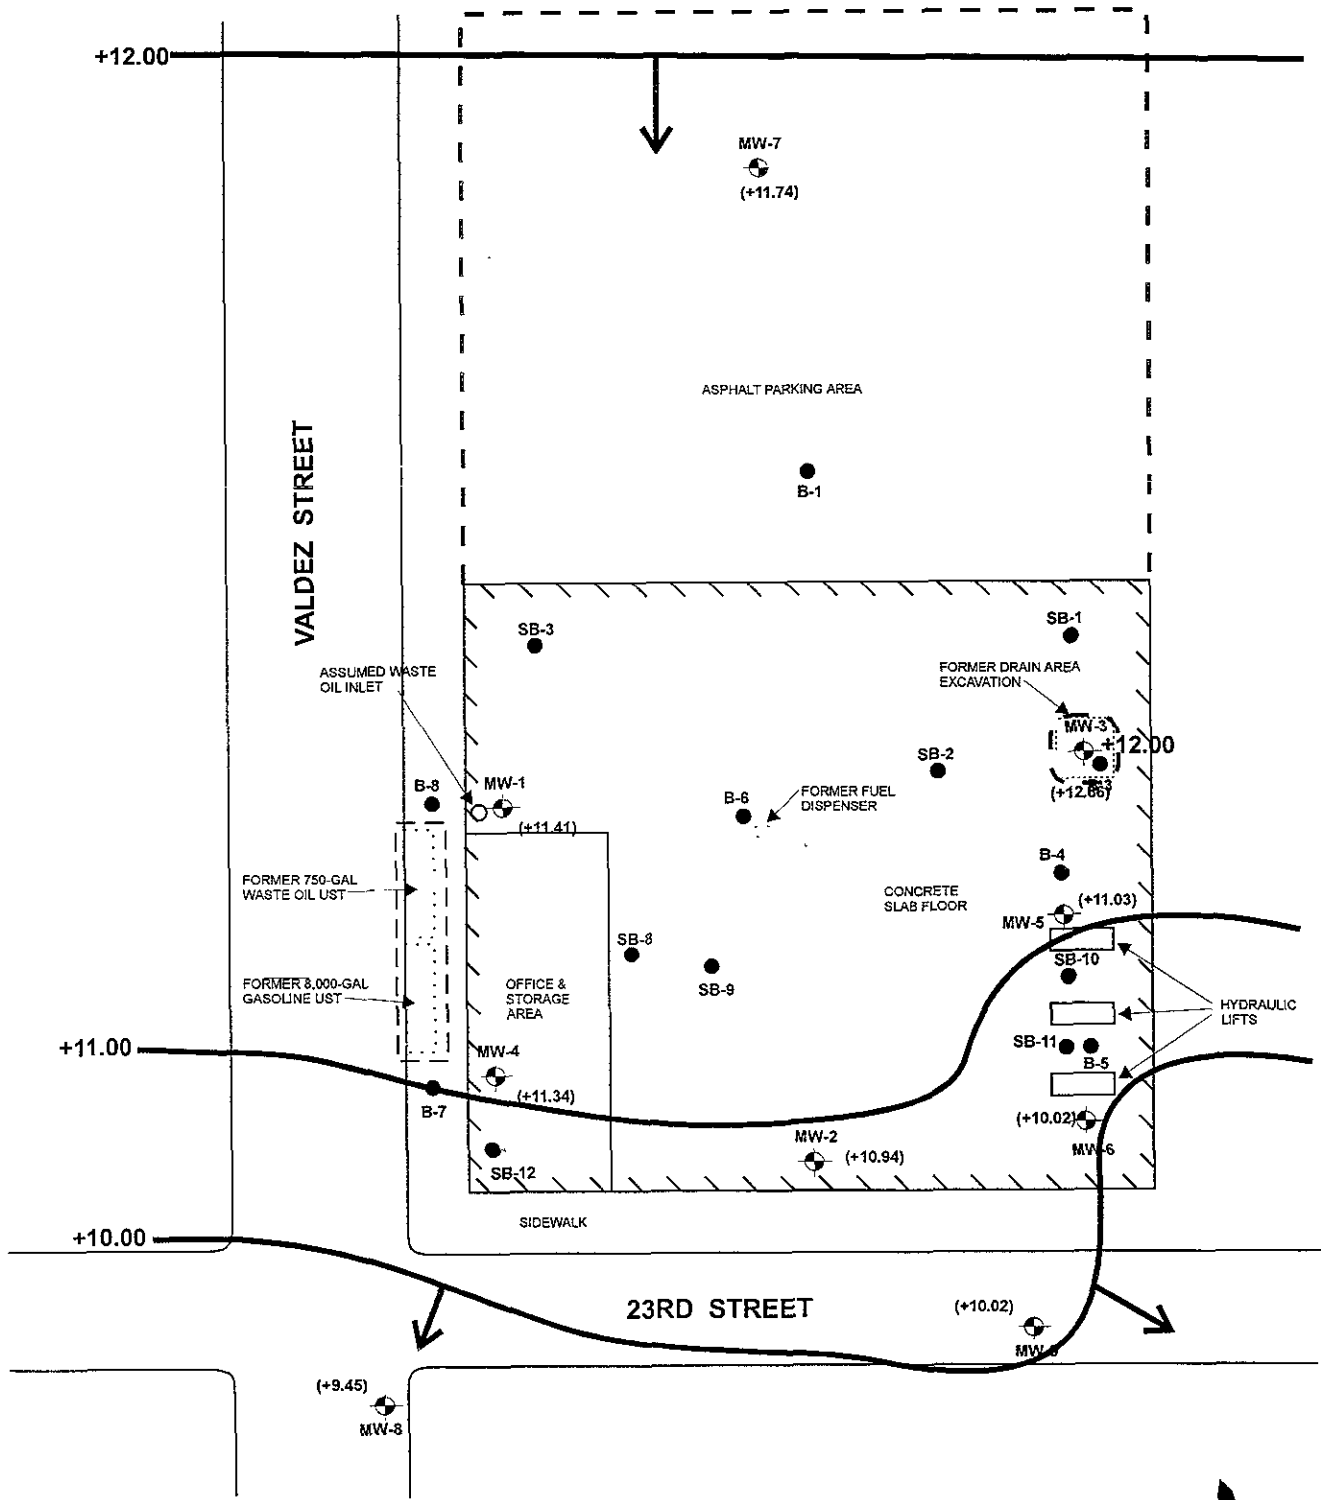 +12.00
MW-7
(+11.74)
ASPHALT PARKING AREA
B-1
VALDEZ STREET
SB-3
SB-1
ASSUMED WASTE
OIL INLET
FORMER DRAIN AREA
EXCAVATION
MW-3
+12.00
(+12.66)
SB-2
B-8
MW-1
(+11.41)
B-6
FORMER FUEL
DISPENSER
B-4
FORMER 750-GAL
WASTE OIL UST
CONCRETE
SLAB FLOOR
(+11.03)
MW-5
SB-8
SB-9
SB-10
FORMER 8,000-GAL
GASOLINE UST
OFFICE &
STORAGE
AREA
HYDRAULIC
LIFTS
+11.00
MW-4
(+11.34)
SB-11
B-5
B-7
(+10.02)
MW-6
MW-2
(+10.94)
SB-12
SIDEWALK
+10.00
23RD STREET
(+10.02)
(+9.45)
MW-8